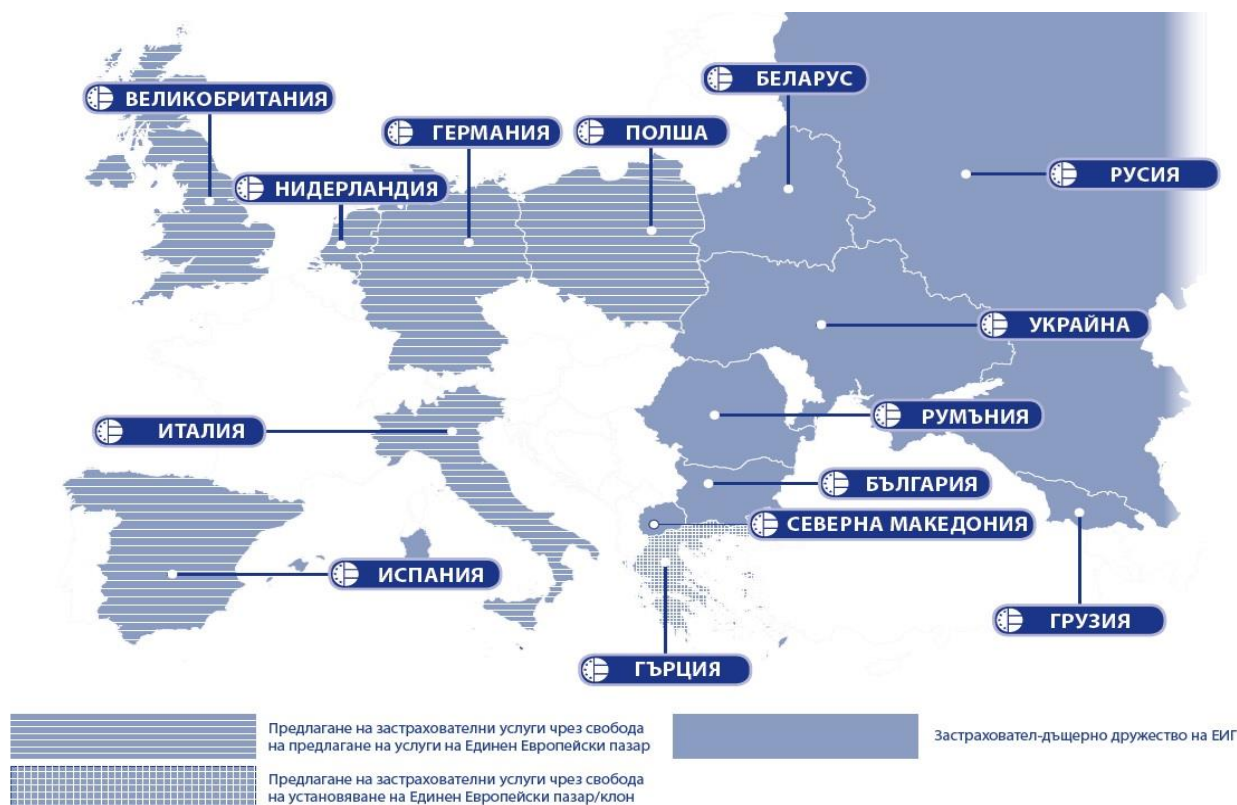 БЕЛАРУС
ВЕЛИКОБРИТАНИЯ
ГЕРМАНИЯ
ПОЛША
РУСИЯ
НИДЕРЛАНДИЯ
УКРАЙНА
РУМЪНИЯ
ИТАЛИЯ
БЪЛГАРИЯ
СЕВЕРНА МАКЕДОНИЯ
ИСПАНИЯ
ГРУЗИЯ
ГЪРЦИЯ
Предлагане на застрахователни услуги чрез свобода
на предлагане на услуги на Единен Европейски пазар
Застраховател-дъщерно дружество на ЕИГ
Предлагане на застрахователни услуги чрез свобода
на установяване на Единен Европейски пазар/клон